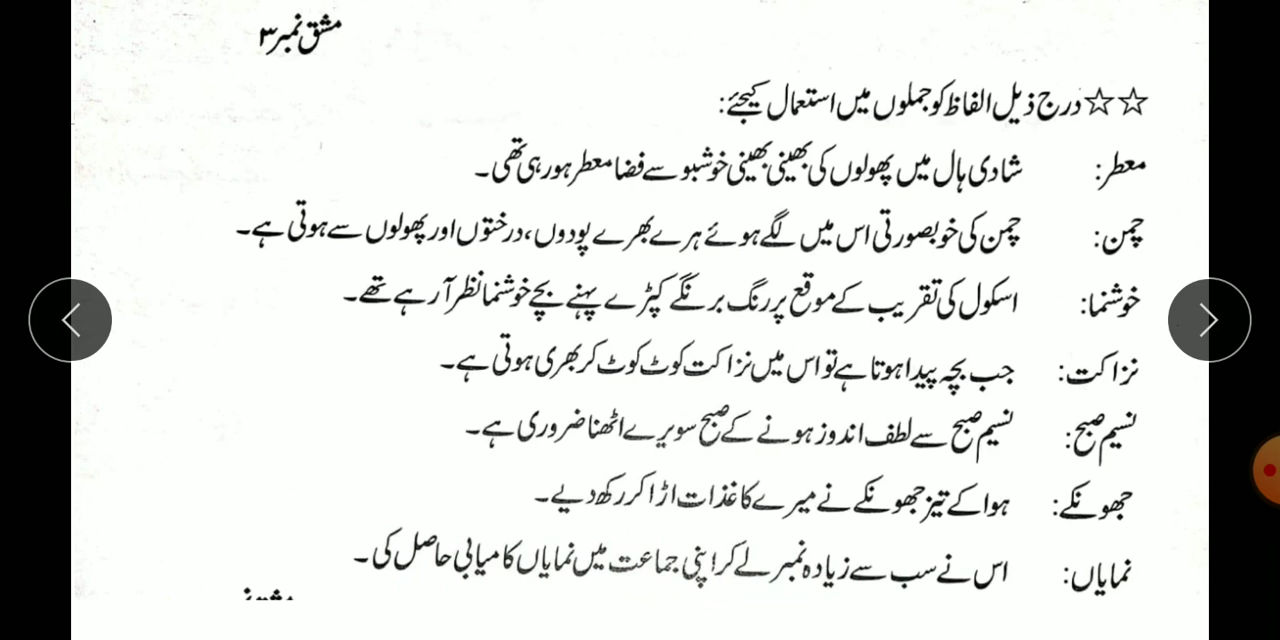 مشق نمبر ۳
☆☆ درج ذیل الفاظ کو جملوں میں استعمال کیجئے:
معطر: شادی ہال میں پھولوں کی بھینی بھینی خوشبو سے فضا معطر ہو رہی تھی۔
چمن: چمن کی خوبصورتی اس میں لگے ہوئے ہرے بھرے پودوں، درختوں اور پھولوں سے ہوتی ہے۔
خوشنما: اسکول کی تقریب کے موقع پر رنگ برنگے کپڑے پہنے بچے خوشنما نظر آ رہے تھے۔
نزاکت: جب بچہ پیدا ہوتا ہے تو اس میں نزاکت کوٹ کوٹ کر بھری ہوتی ہے۔
نسیم صبح: نسیم صبح سے لطف اندوز ہونے کے صبح سویرے اٹھنا ضروری ہے۔
جھونکے: ہوا کے تیز جھونکے نے میرے کاغذات اڑا کر رکھ دیے۔
نمایاں: اس نے سب سے زیادہ نمبر لے کر اپنی جماعت میں نمایاں کامیابی حاصل کی۔